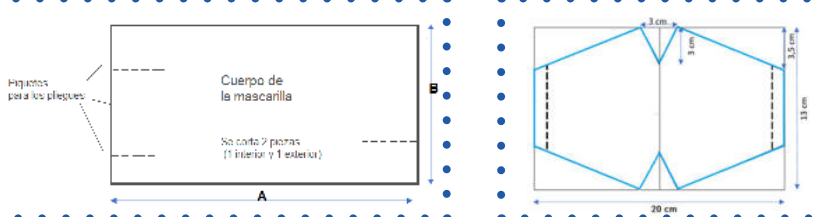 Piquetes
para los pliegues
Cuerpo de
la mascarilla
Se corta 2 piezas
(1 interior y 1 exterior)
B
A
3 cm
3 cm
3,5 cm
13 cm
20 cm